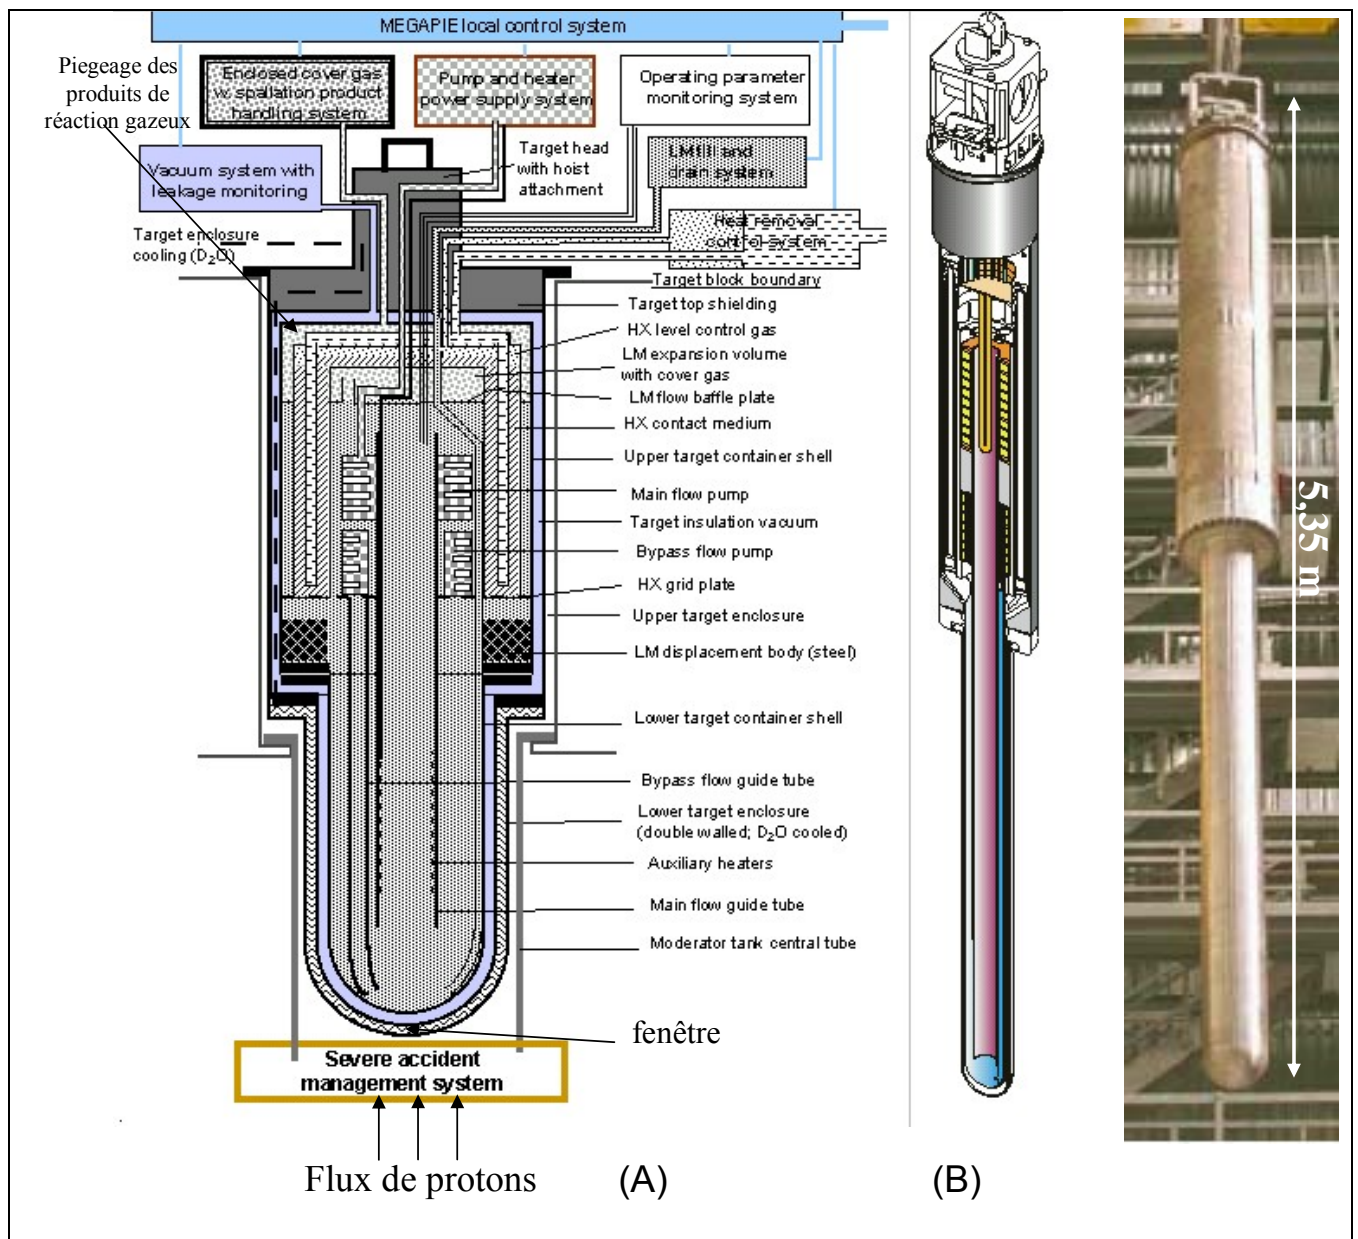 MEGAPIE local control system
Piegeage des
produits de
réaction gazeux
Enclosed cover gas
w. spallation product
handling system
Pump and heater
power supply system
Operating parameter
monitoring system
Vacuum system with
leakage monitoring
Target head
with hoist
attachment
LM fill and
drain system
Heat removal
control system
Target enclosure
cooling (D₂O)
Target block boundary
Target top shielding
HX level control gas
LM expansion volume
with cover gas
LM flow baffle plate
HX contact medium
Upper target container shell
Main flow pump
Target insulation vacuum
Bypass flow pump
HX grid plate
Upper target enclosure
LM displacement body (steel)
Lower target container shell
Bypass flow guide tube
Lower target enclosure
(double walled; D₂O cooled)
Auxiliary heaters
Main flow guide tube
Moderator tank central tube
fenêtre
Severe accident
management system
Flux de protons
(A)
(B)
5,35 m